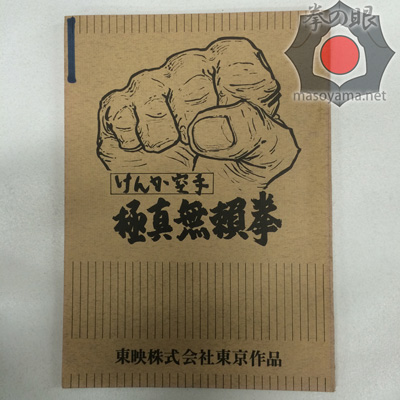 拳の眼
masoyama.net
けんか空手
極真無頼拳
東映株式会社東京作品